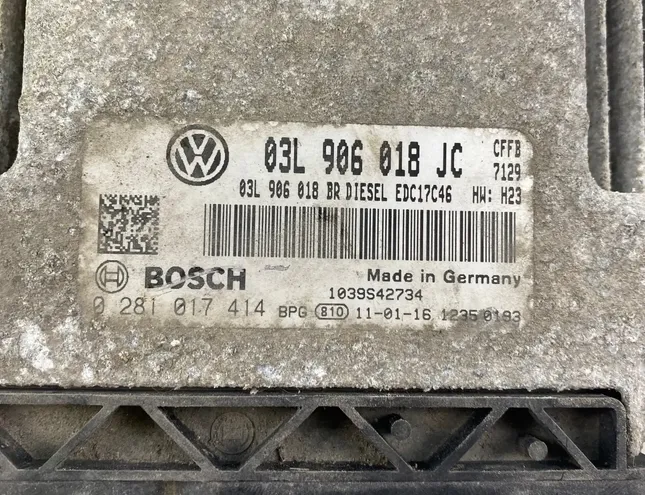 03L 906 018 JC CFFB
7129
03L 906 018 BR DIESEL EDC17C46 HW: H23
BOSCH Made in Germany
1039S42734
0 281 017 414 BPG 810 11-01-16 1235 0193